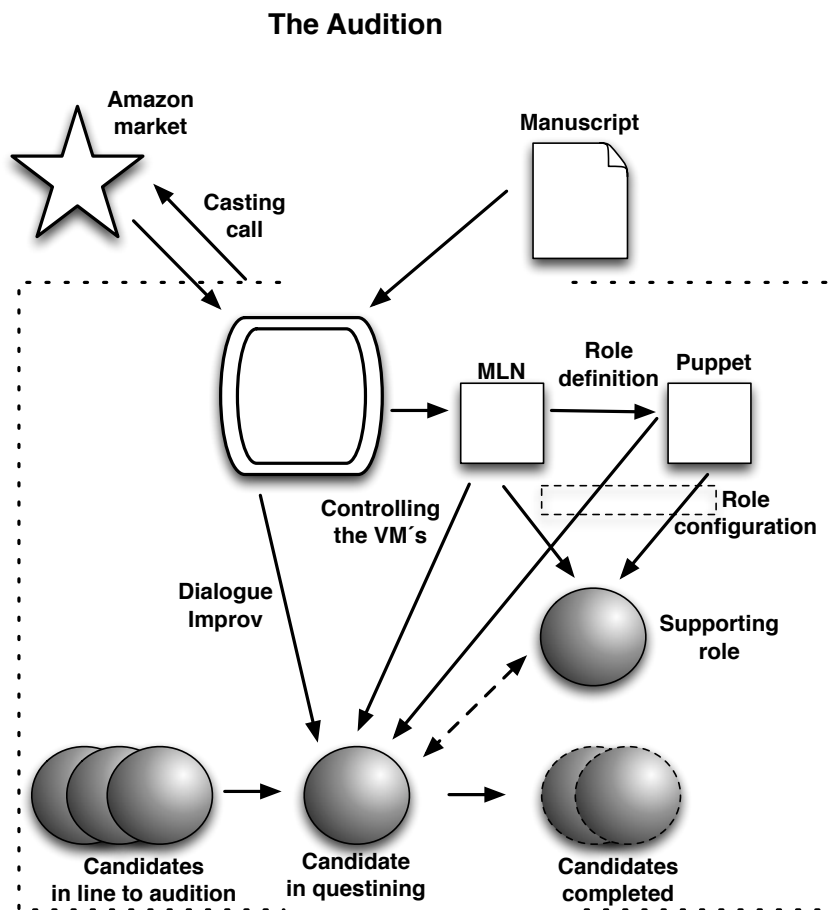 The Audition
Amazon
market
Manuscript
Casting
call
MLN
Role
definition
Puppet
Controlling
the VM´s
Role
configuration
Dialogue
Improv
Supporting
role
Candidates
in line to audition
Candidate
in questining
Candidates
completed